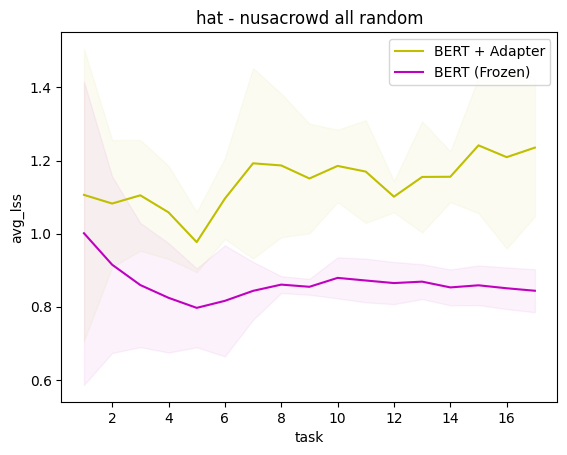 hat - nusacrowd all random
BERT + Adapter
BERT (Frozen)
avg_lss
1.4
1.2
1.0
0.8
0.6
2 4 6 8 10 12 14 16
task